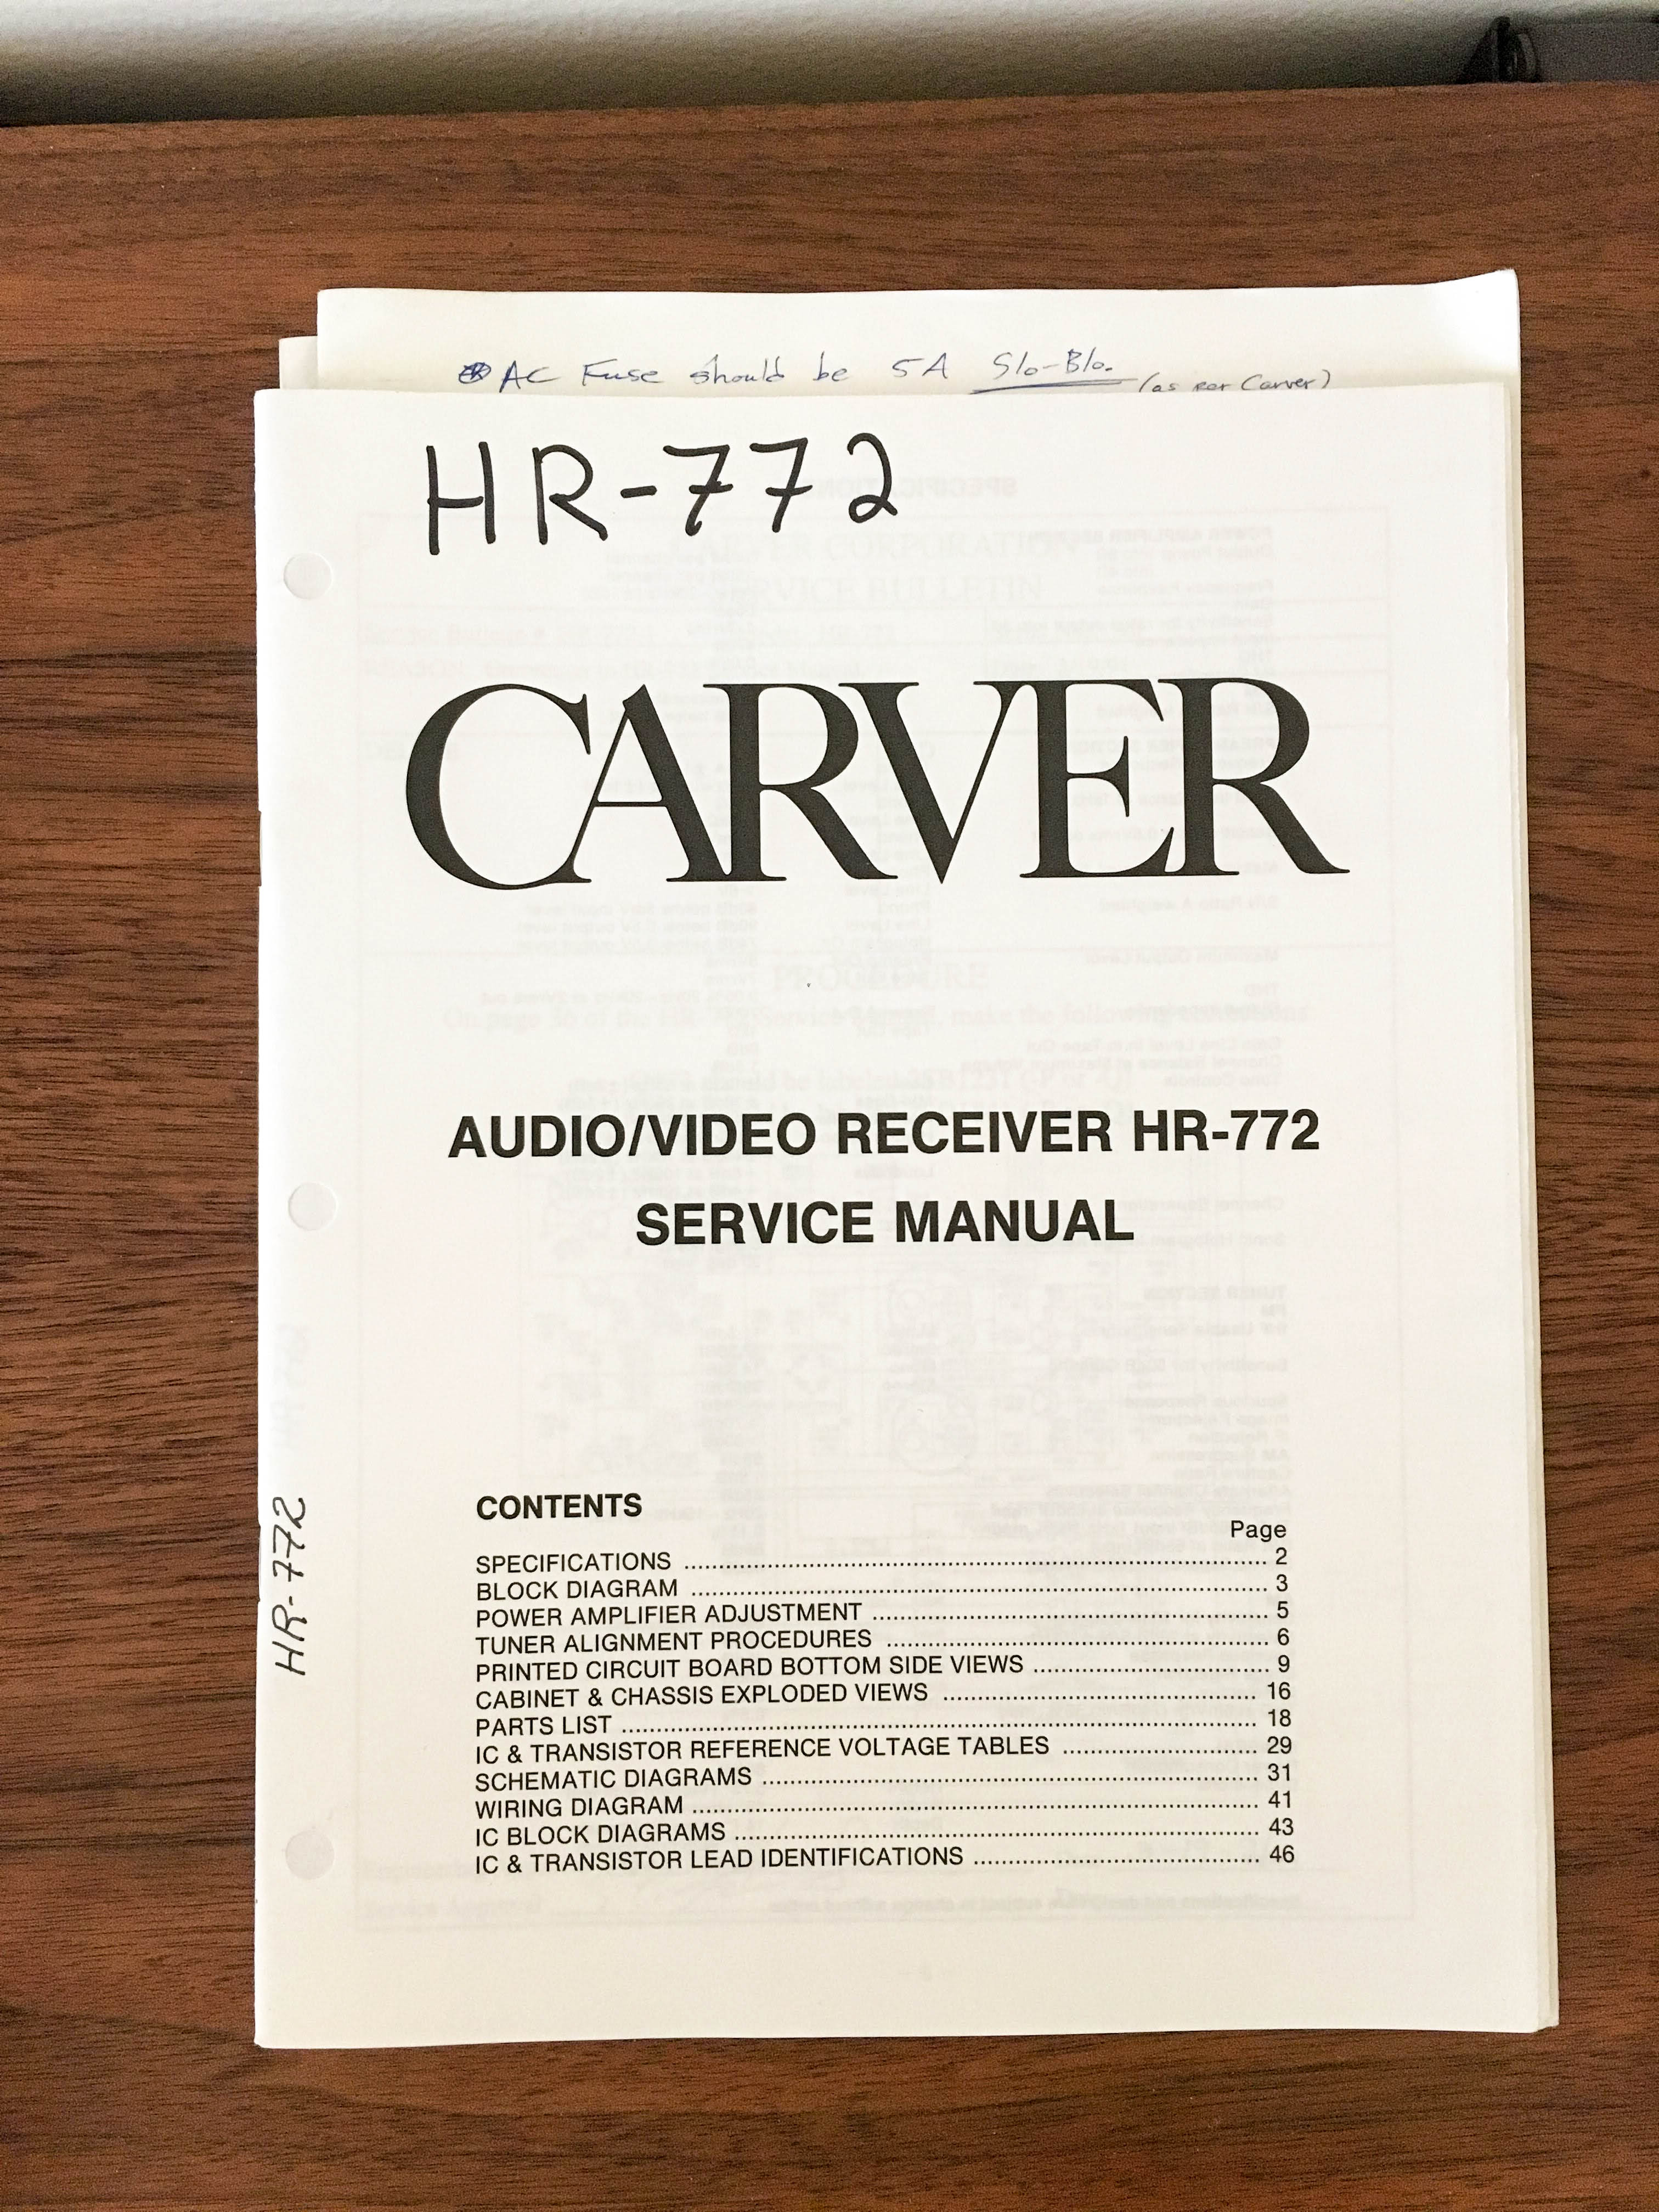 AC Fuse should be 5A Slo-Blo. (as per Carver)
HR-772
CARVER
AUDIO/VIDEO RECEIVER HR-772
SERVICE MANUAL
CONTENTS
Page
SPECIFICATIONS ........ 2
BLOCK DIAGRAM ........ 3
POWER AMPLIFIER ADJUSTMENT ........ 5
TUNER ALIGNMENT PROCEDURES ........ 6
PRINTED CIRCUIT BOARD BOTTOM SIDE VIEWS ........ 9
CABINET & CHASSIS EXPLODED VIEWS ........ 16
PARTS LIST ........ 18
IC & TRANSISTOR REFERENCE VOLTAGE TABLES ........ 29
SCHEMATIC DIAGRAMS ........ 31
WIRING DIAGRAM ........ 41
IC BLOCK DIAGRAMS ........ 43
IC & TRANSISTOR LEAD IDENTIFICATIONS ........ 46
HR-772